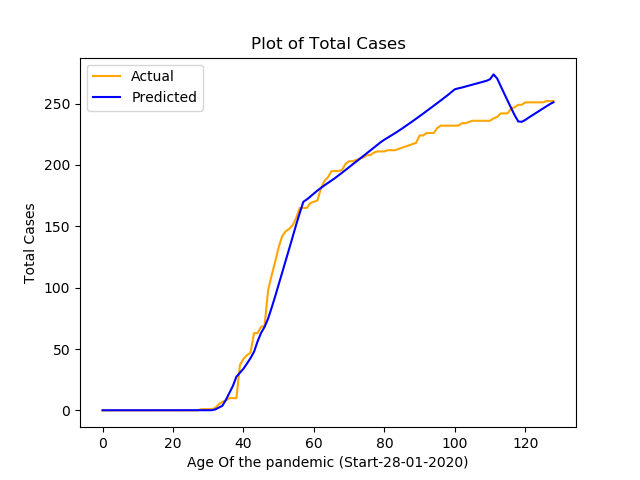 Plot of Total Cases
Actual
Predicted
250
200
150
100
50
0
Total Cases
0 20 40 60 80 100 120
Age Of the pandemic (Start-28-01-2020)